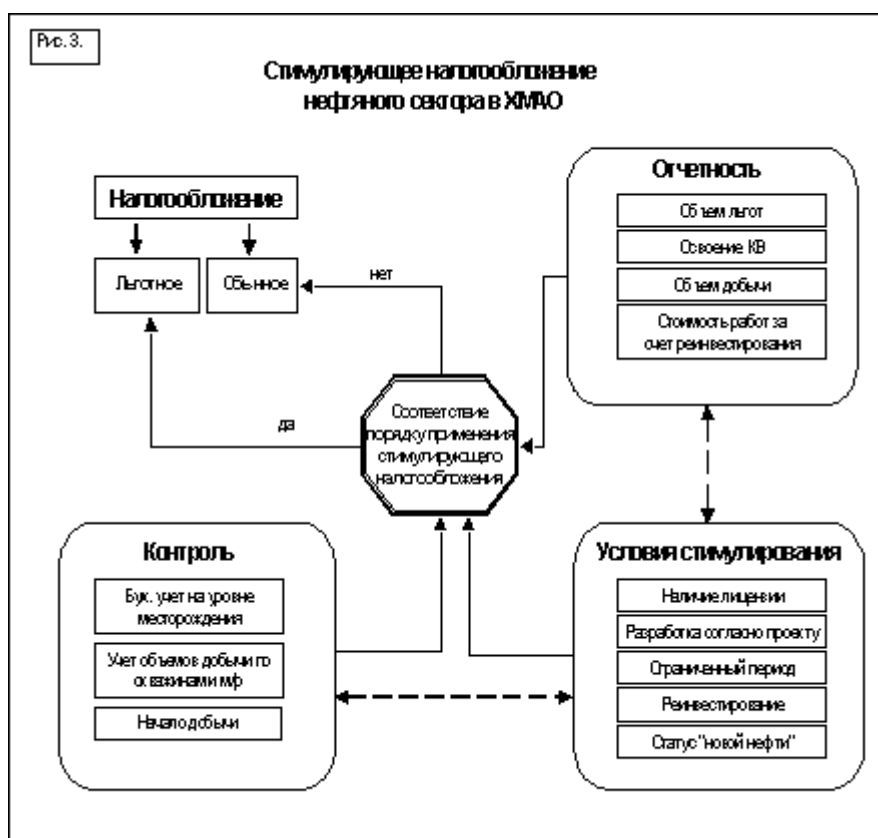 Рис. 3.
Стимулирующее налогообложение
нефтяного сектора в ХМАО
Налогообложение
Льготное
Обычное
нет
да
Отчетность
Объем льгот
Освоение КВ
Объем добычи
Стоимость работ за
счет реинвестирования
Соответствие
порядку применения
стимулирующего
налогообложения
Контроль
Бух. учет на уровне
месторождения
Учет объемов добычи по
скважинам и м/р
Начало добычи
Условия стимулирования
Наличие лицензии
Разработка согласно проекту
Ограниченный период
Реинвестирование
Статус "новой нефти"